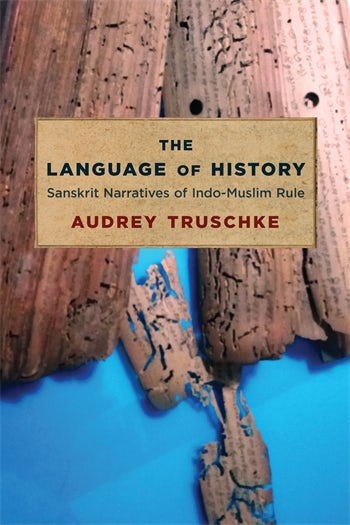 THE
LANGUAGE OF HISTORY
Sanskrit Narratives of Indo-Muslim Rule
AUDREY TRUSCHKE